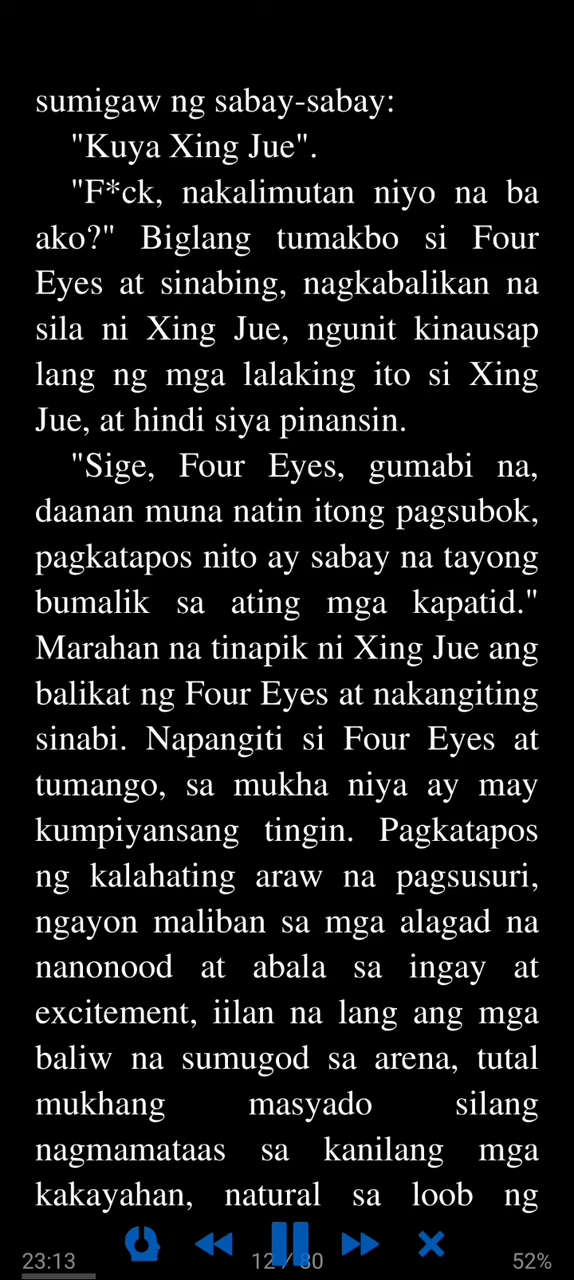 sumigaw ng sabay-sabay:
"Kuya Xing Jue".
"F*ck, nakalimutan niyo na ba
ako?" Biglang tumakbo si Four
Eyes at sinabing, nagkabalikan na
sila ni Xing Jue, ngunit kinausap
lang ng mga lalaking ito si Xing
Jue, at hindi siya pinansin.
"Sige, Four Eyes, gumabi na,
daanan muna natin itong pagsubok,
pagkatapos nito ay sabay na tayong
bumalik sa ating mga kapatid."
Marahan na tinapik ni Xing Jue ang
balikat ng Four Eyes at nakangiting
sinabi. Napangiti si Four Eyes at
tumango, sa mukha niya ay may
kumpiyansang tingin. Pagkatapos
ng kalahating araw na pagsusuri,
ngayon maliban sa mga alagad na
nanonood at abala sa ingay at
excitement, iilan na lang ang mga
baliw na sumugod sa arena, tutal
mukhang masyado silang
nagmamataas sa kanilang mga
kakayahan, natural sa loob ng
23:13 12 / 80 52%